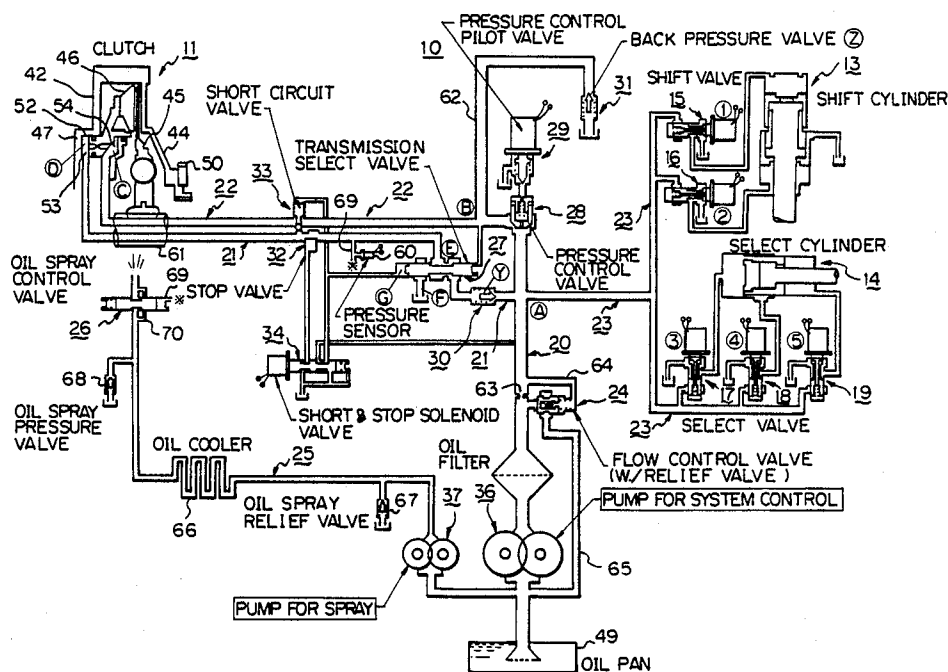 PRESSURE CONTROL
PILOT VALVE
BACK PRESSURE VALVE Ⓩ
CLUTCH
46
11
10
13
42
52
54
47
45
44
SHORT CIRCUIT
VALVE
62
31
SHIFT VALVE
15
①
SHIFT CYLINDER
O
C
50
53
TRANSMISSION
SELECT VALVE
29
16
②
22
33
22
69
B
28
23
61
21
32
60
E
27
PRESSURE
CONTROL
VALVE
SELECT CYLINDER
14
OIL SPRAY
CONTROL
VALVE
69
※
※
STOP VALVE
G
F
Y
A
PRESSURE
SENSOR
30
21
23
26
70
34
20
64
③
④
⑤
68
63
24
17
18
19
OIL SPRAY
PRESSURE
VALVE
SHORT & STOP SOLENOID
VALVE
23
SELECT VALVE
OIL COOLER
25
OIL
FILTER
FLOW CONTROL VALVE
(W/RELIEF VALVE)
66
OIL SPRAY
RELIEF VALVE
67
37
36
PUMP FOR SYSTEM CONTROL
65
PUMP FOR SPRAY
49
OIL PAN